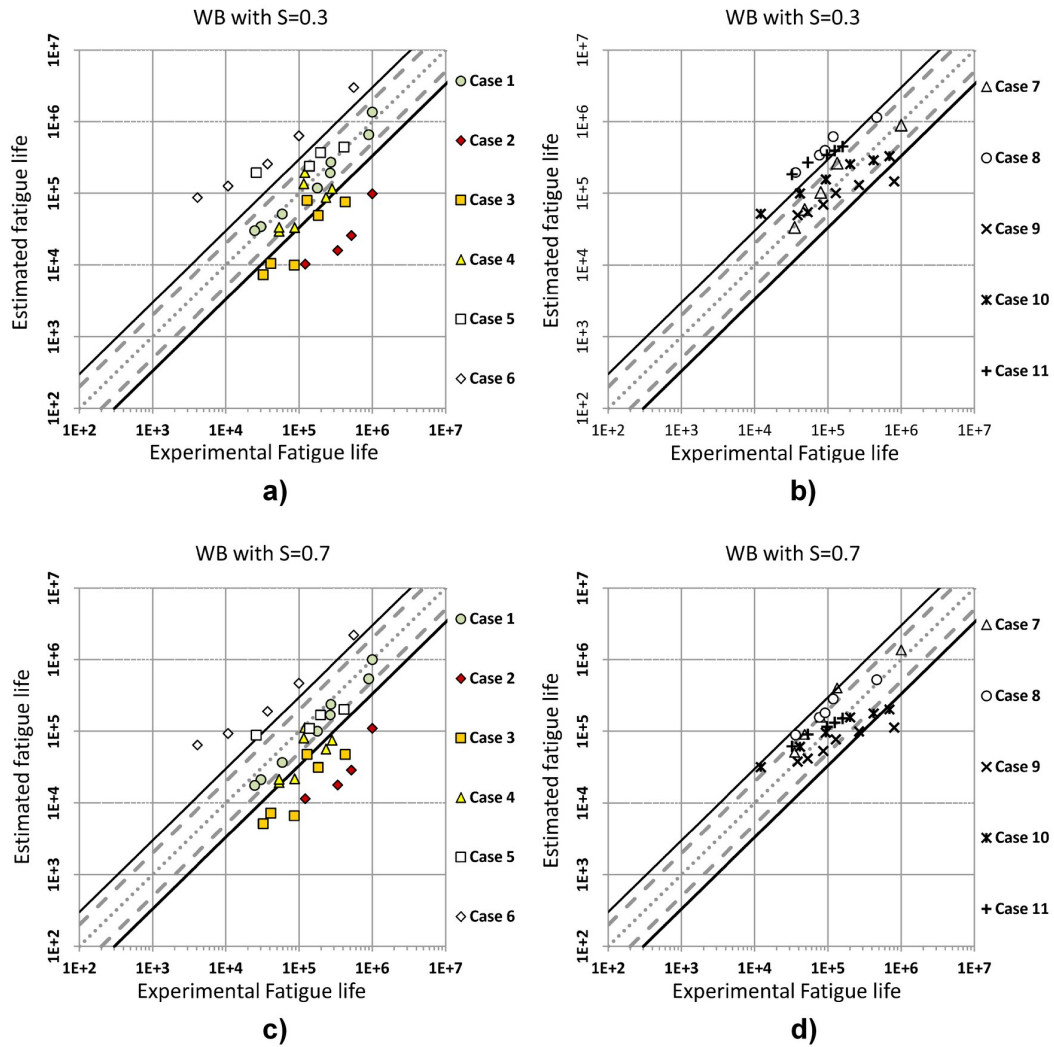 WB with S=0.3
Estimated fatigue life
1E+7
1E+6
1E+5
1E+4
1E+3
1E+2
1E+2 1E+3 1E+4 1E+5 1E+6 1E+7
Experimental Fatigue life
Case 1
Case 2
Case 3
Case 4
Case 5
Case 6
a)
WB with S=0.3
Estimated fatigue life
1E+7
1E+6
1E+5
1E+4
1E+3
1E+2
1E+2 1E+3 1E+4 1E+5 1E+6 1E+7
Experimental Fatigue life
Case 7
Case 8
Case 9
Case 10
Case 11
b)
WB with S=0.7
Estimated fatigue life
1E+7
1E+6
1E+5
1E+4
1E+3
1E+2
1E+2 1E+3 1E+4 1E+5 1E+6 1E+7
Experimental Fatigue life
Case 1
Case 2
Case 3
Case 4
Case 5
Case 6
c)
WB with S=0.7
Estimated fatigue life
1E+7
1E+6
1E+5
1E+4
1E+3
1E+2
1E+2 1E+3 1E+4 1E+5 1E+6 1E+7
Experimental Fatigue life
Case 7
Case 8
Case 9
Case 10
Case 11
d)